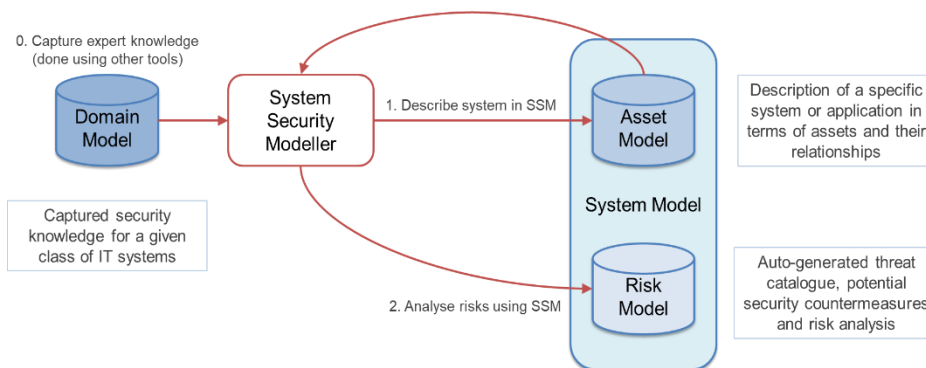 0. Capture expert knowledge
(done using other tools)
Domain
Model
System
Security
Modeller
1. Describe system in SSM
Asset
Model
Description of a specific
system or application in
terms of assets and their
relationships
Captured security
knowledge for a given
class of IT systems
System Model
2. Analyse risks using SSM
Risk
Model
Auto-generated threat
catalogue, potential
security countermeasures
and risk analysis